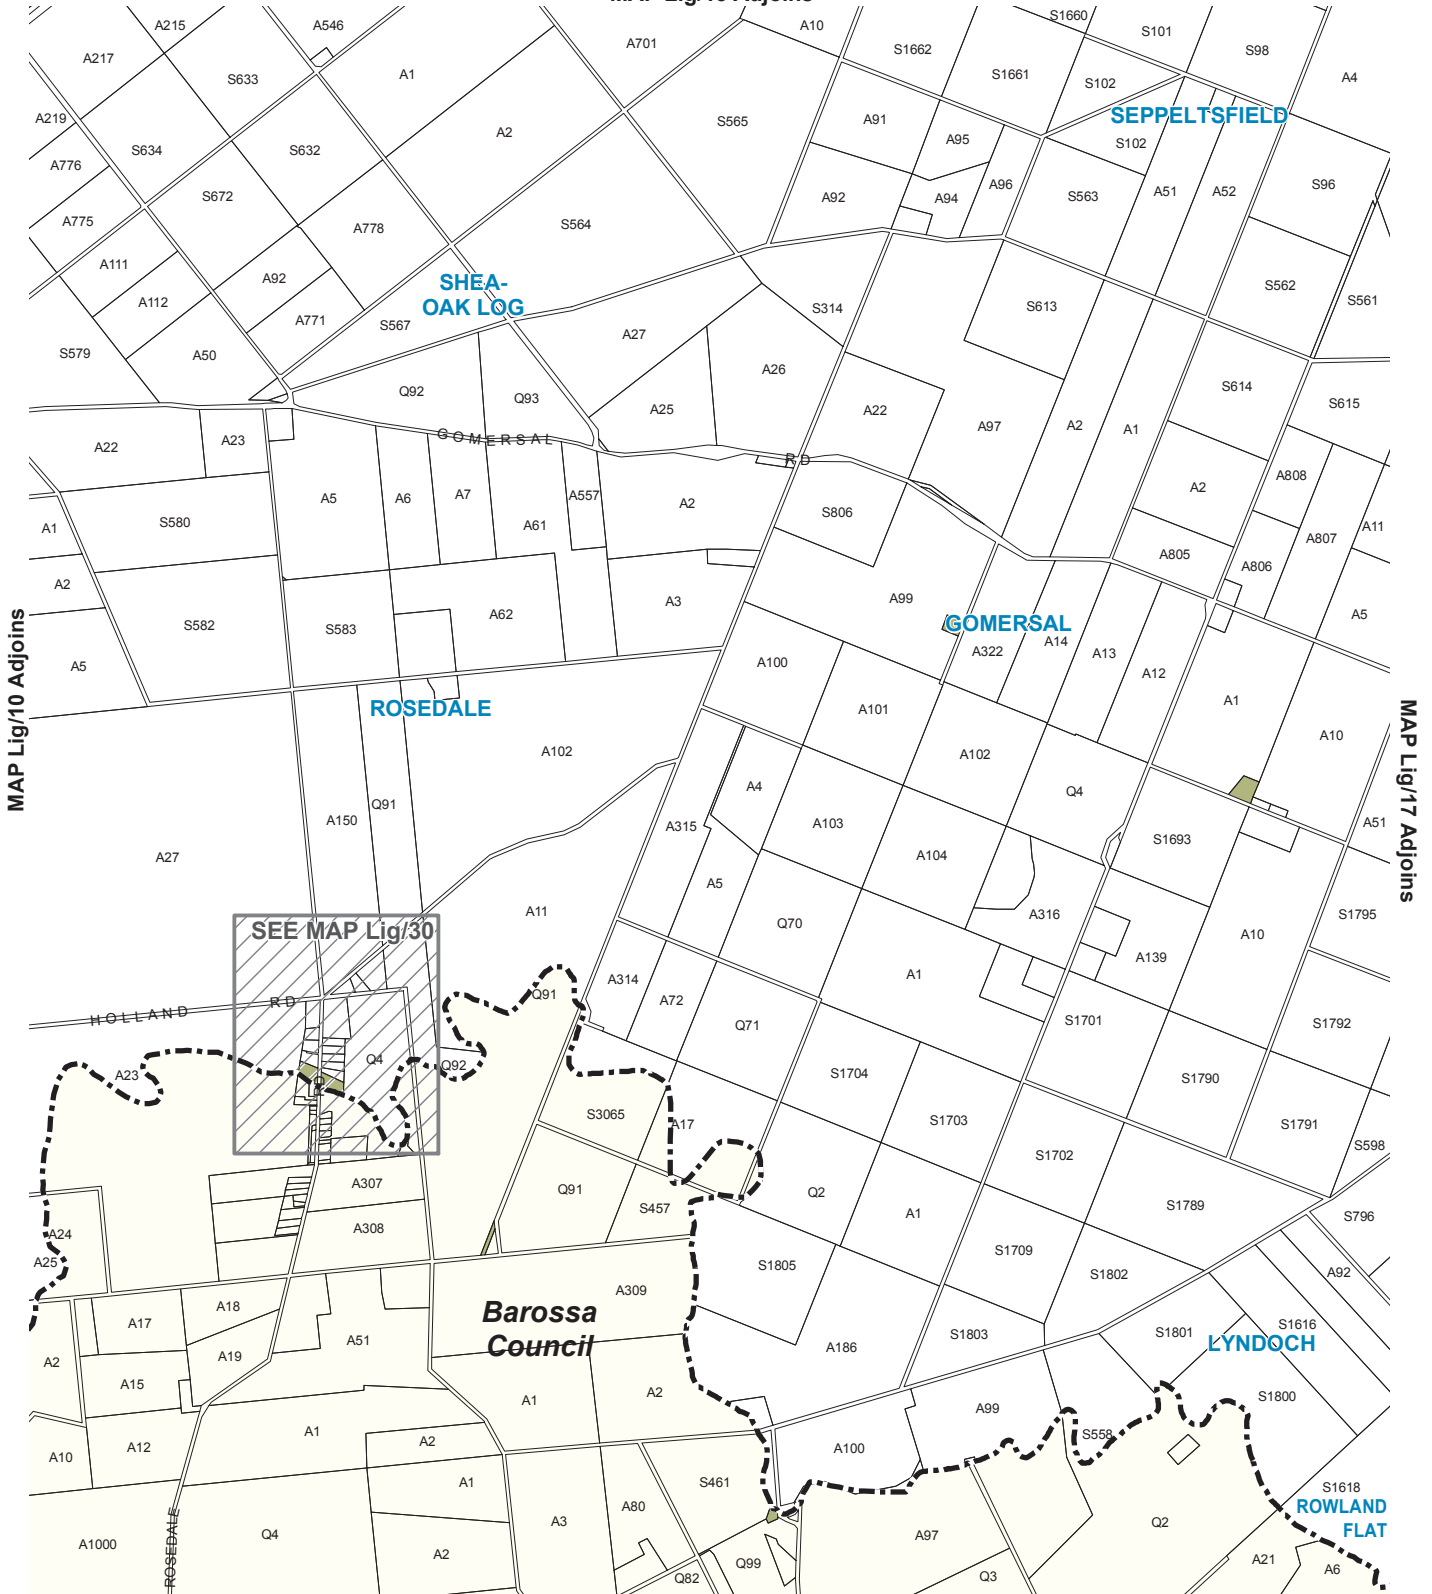 A215
A546
A701
A10
S1660
S101
S98
A217
S633
A1
S1662
S1661
S102
A4
A219
S634
S632
A2
S565
A91
A95
S102
SEPPELTSFIELD
A776
S672
A778
S564
A92
A94
A96
S563
A51
A52
S96
A775
A111
A112
A92
A771
S567
SHEA-
OAK LOG
A27
S314
S613
S562
S561
S579
A50
Q92
Q93
A25
A26
A22
A97
A2
A1
S614
S615
A22
A23
GOMERSAL
RD
A5
A6
A7
A61
A557
A2
S806
A2
A808
A807
A11
A1
S580
A805
A806
A2
S582
S583
A62
A3
A99
GOMERSAL
A322
A14
A13
A12
A5
A5
ROSEDALE
A100
A101
A102
A1
A10
MAP Lig/10 Adjoins
MAP Lig/17 Adjoins
A102
A4
Q4
A150
Q91
A315
A103
A104
S1693
A51
A27
A5
Q70
A316
A10
S1795
SEE MAP Lig/30
A11
A314
A72
A1
A139
HOLLAND
RD
Q91
Q71
S1701
S1792
A23
Q4
Q92
S3065
A17
S1704
S1703
S1790
S1791
S598
A307
A308
Q91
S457
Q2
A1
S1702
S1789
S796
A24
A25
S1805
S1709
S1802
A92
A17
A18
A19
A51
A309
Barossa
Council
A186
S1803
S1801
S1616
LYNDOCH
A2
A15
A1
A2
S1800
A10
A12
A1
A2
A1
A100
A99
S558
S461
A80
A3
S1618
ROWLAND
FLAT
A1000
Q4
A2
ROSEDALE
Q82
Q99
A97
Q3
Q2
A21
A6